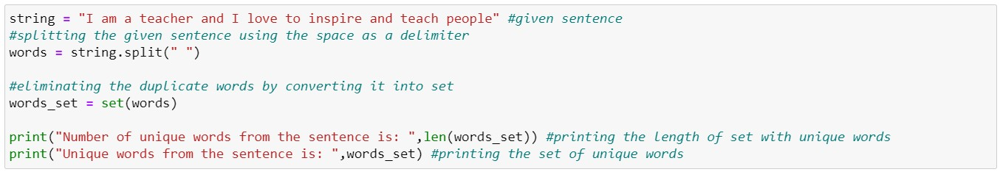 string = "I am a teacher and I love to inspire and teach people" #given sentence
#splitting the given sentence using the space as a delimiter
words = string.split(" ")
#eliminating the duplicate words by converting it into set
words_set = set(words)
print("Number of unique words from the sentence is: ",len(words_set)) #printing the length of set with unique words
print("Unique words from the sentence is: ",words_set) #printing the set of unique words